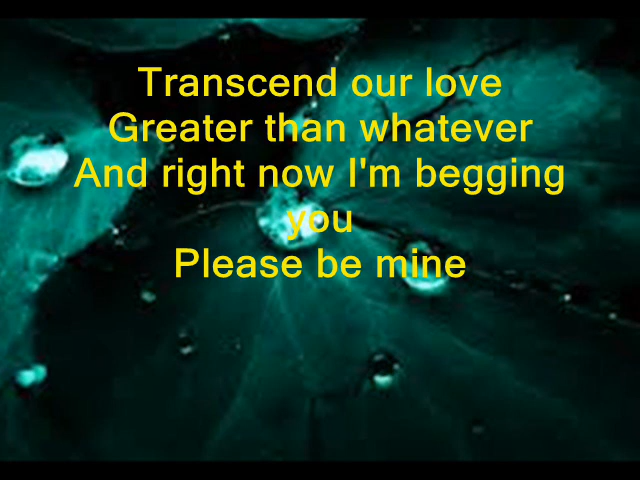 Transcend our love
Greater than whatever
And right now I'm begging
you
Please be mine